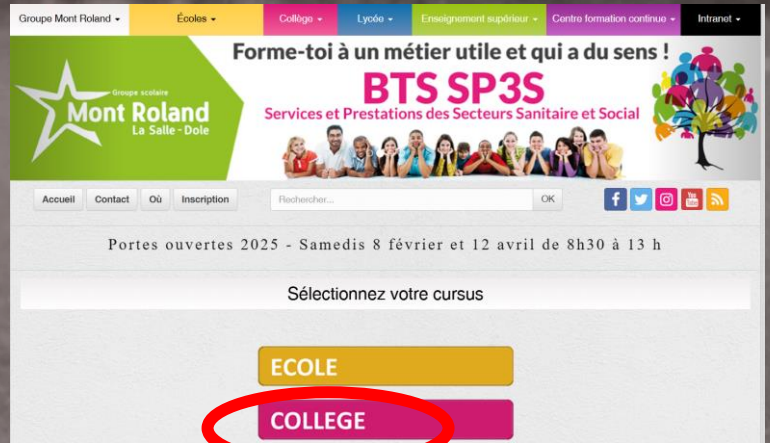 Groupe Mont Roland Écoles Collège Lycée Enseignement supérieur Centre formation continue Intranet
Forme-toi à un métier utile et qui a du sens !
BTS SP3S
Services et Prestations des Secteurs Sanitaire et Social
Groupe scolaire
Mont Roland
La Salle - Dole
Accueil Contact Où Inscription Rechercher... OK f You Tube
Portes ouvertes 2025 - Samedis 8 février et 12 avril de 8h30 à 13 h
Sélectionnez votre cursus
ECOLE
COLLEGE